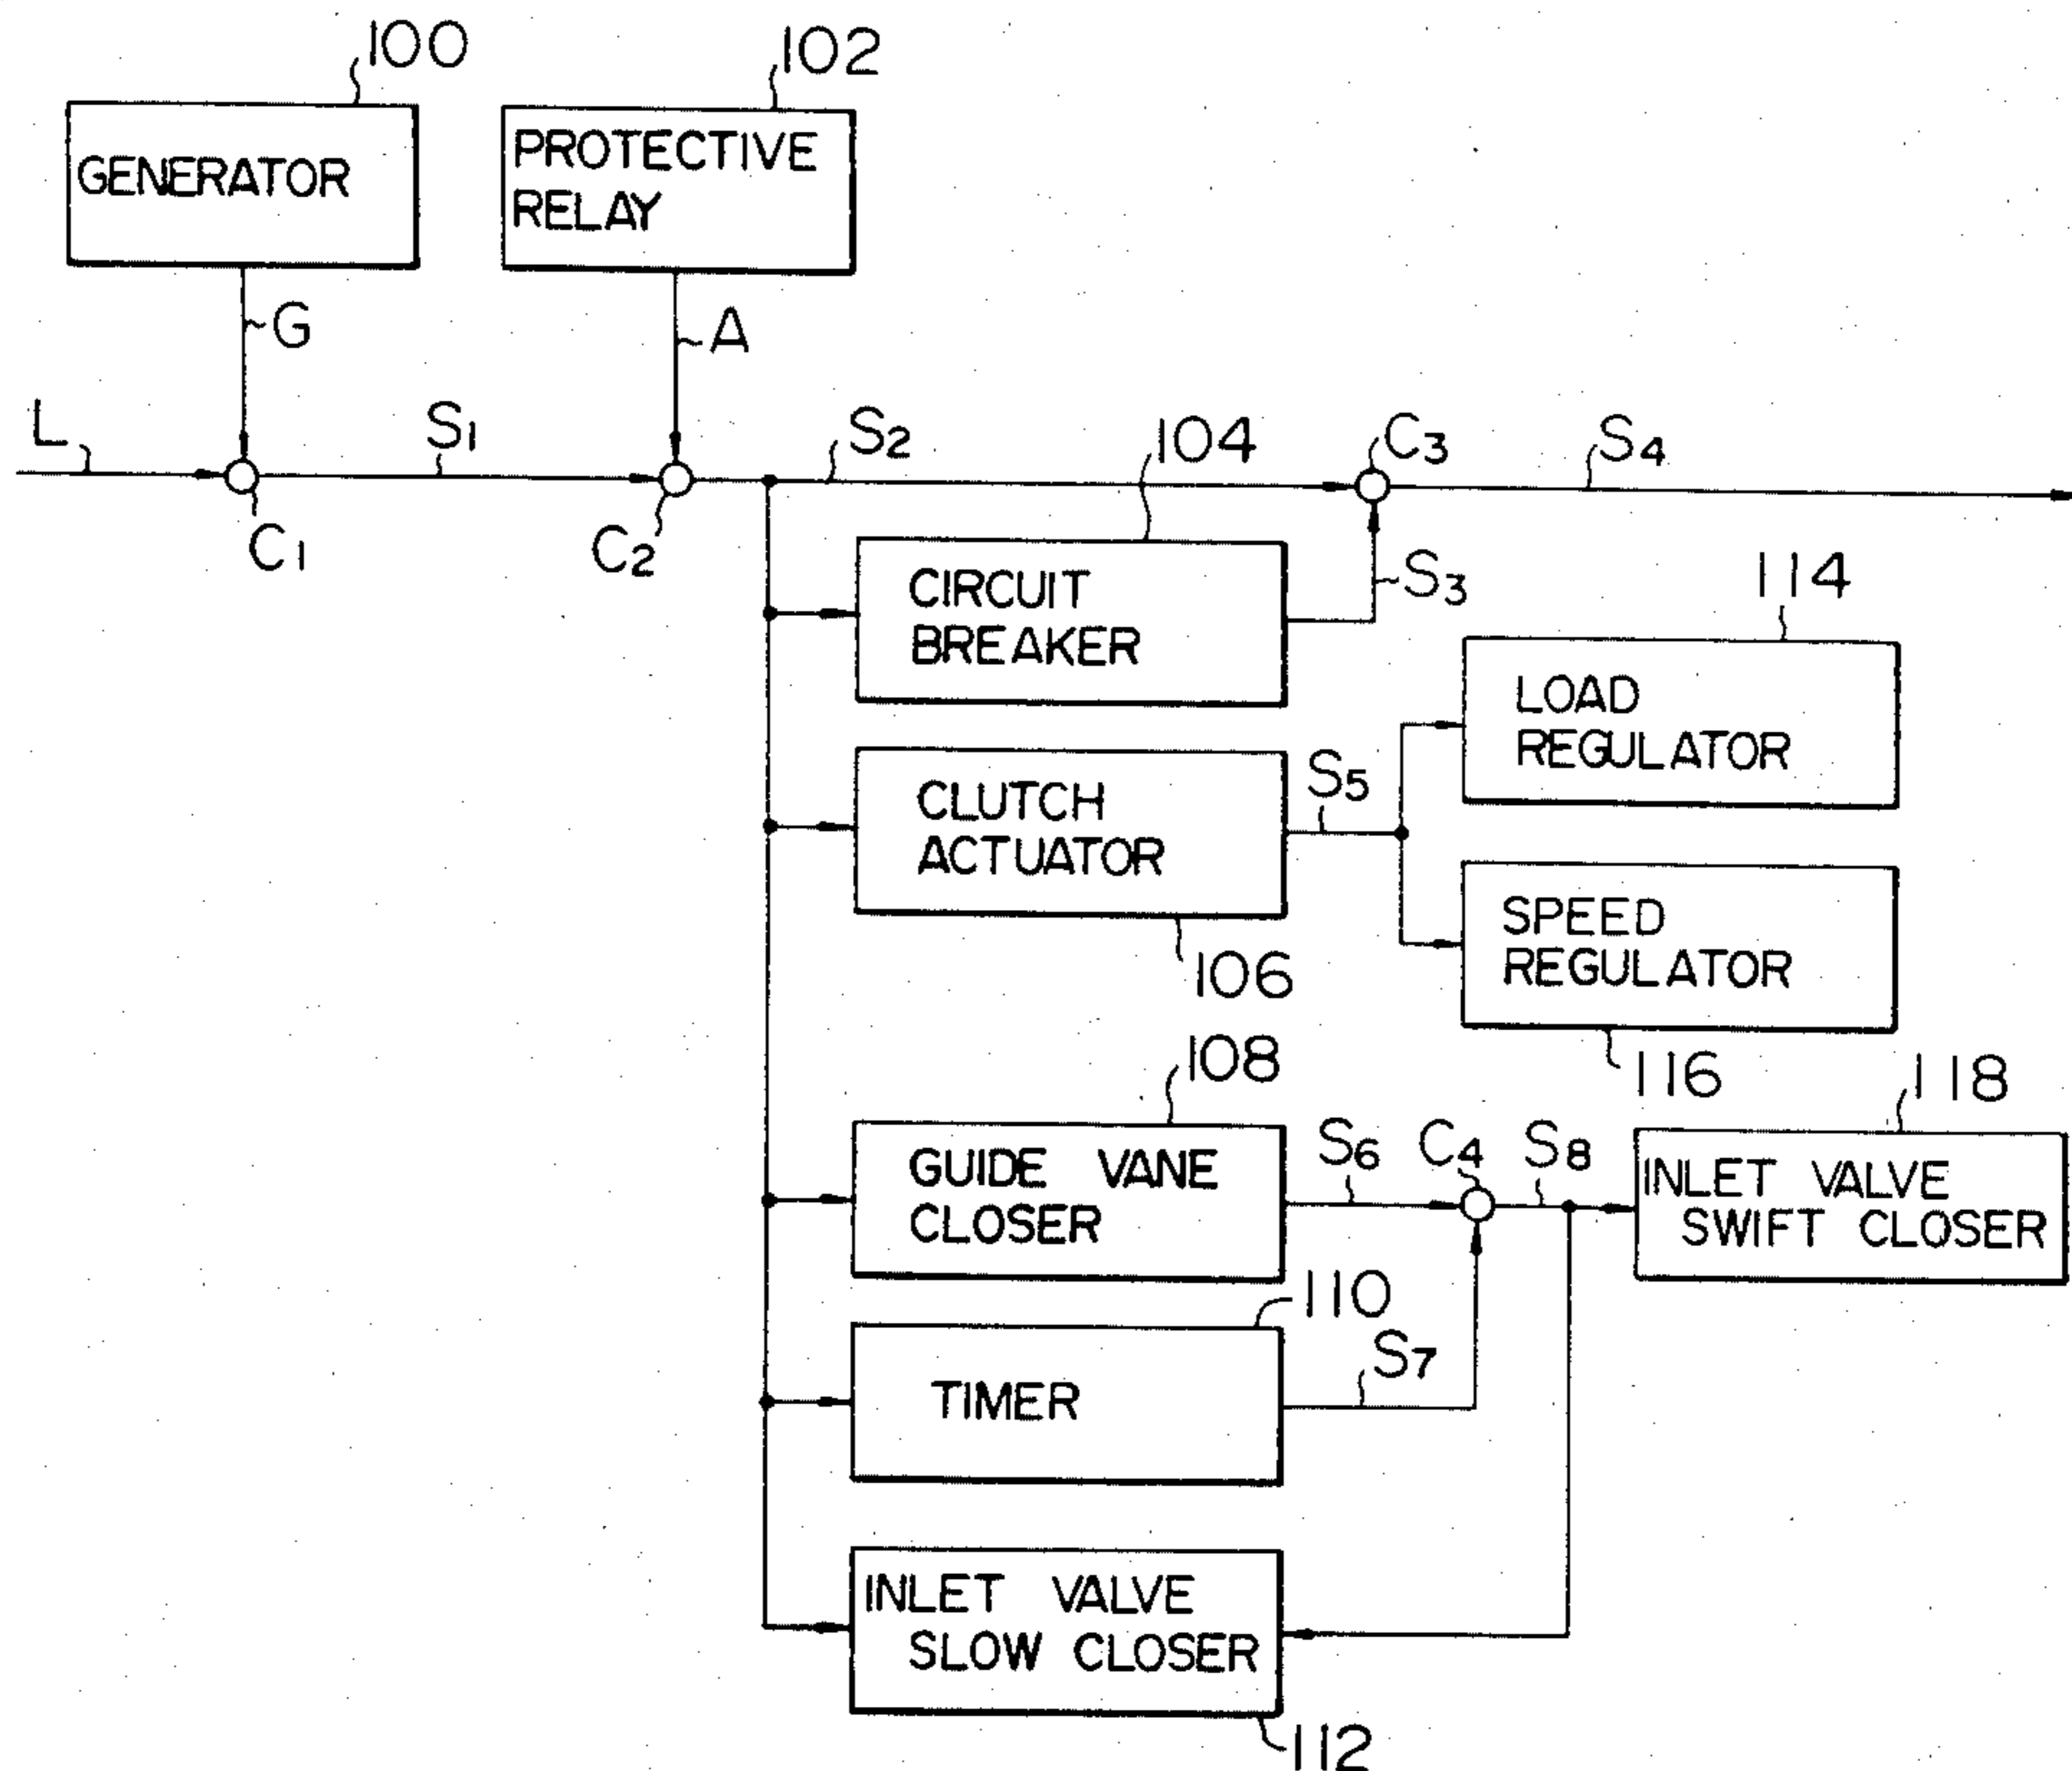 100
102
GENERATOR
PROTECTIVE
RELAY
G
A
L
S1
S2
104
C3
S4
C1
C2
CIRCUIT
BREAKER
S3
114
LOAD
REGULATOR
CLUTCH
ACTUATOR
S5
SPEED
REGULATOR
106
116
108
118
GUIDE VANE
CLOSER
S6
C4
S8
INLET VALVE
SWIFT CLOSER
110
TIMER
S7
INLET VALVE
SLOW CLOSER
112